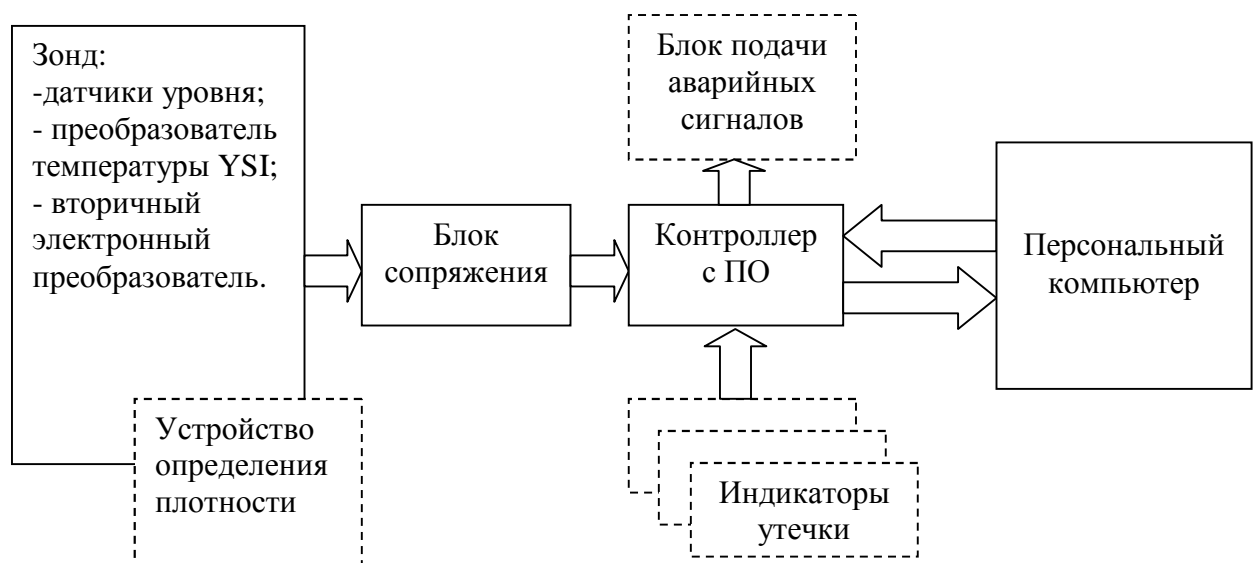 Зонд:
-датчики уровня;
- преобразователь
температуры YSI;
- вторичный
электронный
преобразователь.
Устройство
определения
плотности
Блок
сопряжения
Блок подачи
аварийных
сигналов
Контроллер
с ПО
Индикаторы
утечки
Персональный
компьютер